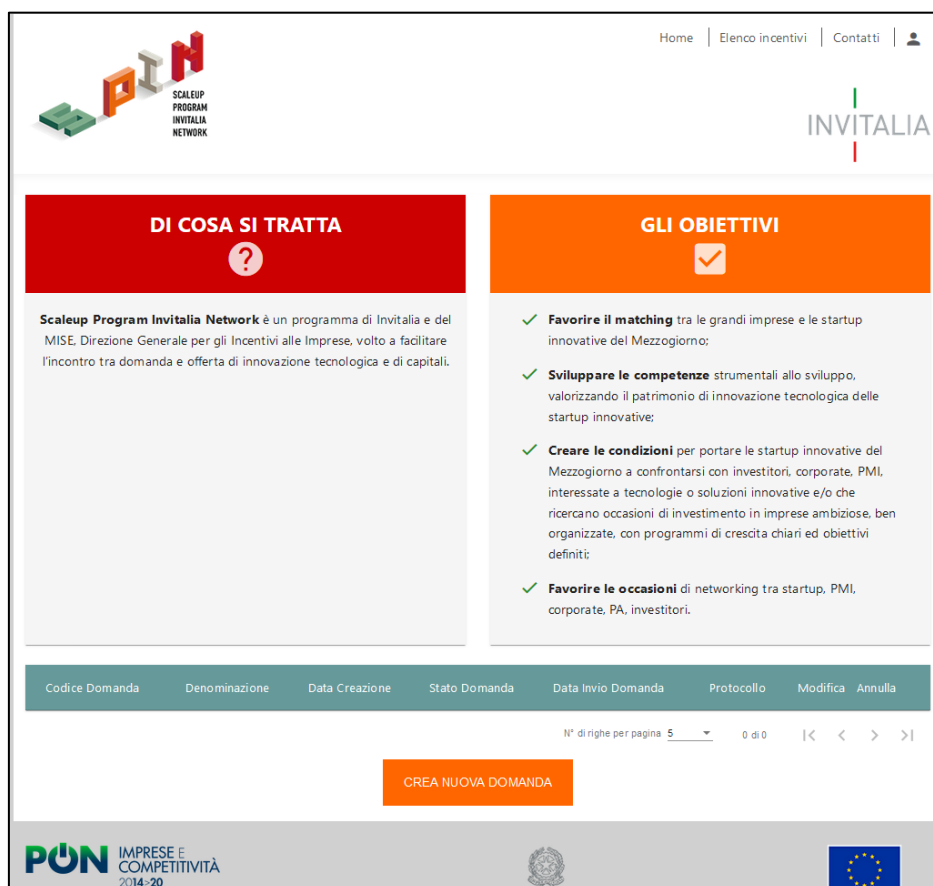 Home Elenco incentivi Contatti
SPIN
SCALEUP
PROGRAM
INVITALIA
NETWORK
INVITALIA
DI COSA SI TRATTA
?
Scaleup Program Invitalia Network è un programma di Invitalia e del
MISE, Direzione Generale per gli Incentivi alle Imprese, volto a facilitare
l'incontro tra domanda e offerta di innovazione tecnologica e di capitali.
GLI OBIETTIVI
Favorire il matching tra le grandi imprese e le startup
innovative del Mezzogiorno;
Sviluppare le competenze strumentali allo sviluppo,
valorizzando il patrimonio di innovazione tecnologica delle
startup innovative;
Creare le condizioni per portare le startup innovative del
Mezzogiorno a confrontarsi con investitori, corporate, PMI,
interessate a tecnologie o soluzioni innovative e/o che
ricercano occasioni di investimento in imprese ambiziose, ben
organizzate, con programmi di crescita chiari ed obiettivi
definiti;
Favorire le occasioni di networking tra startup, PMI,
corporate, PA, investitori.
Codice Domanda Denominazione Data Creazione Stato Domanda Data Invio Domanda Protocollo Modifica Annulla
N° di righe per pagina 5 0 di 0
CREA NUOVA DOMANDA
PON IMPRESE E
COMPETITIVITÀ
2014>20